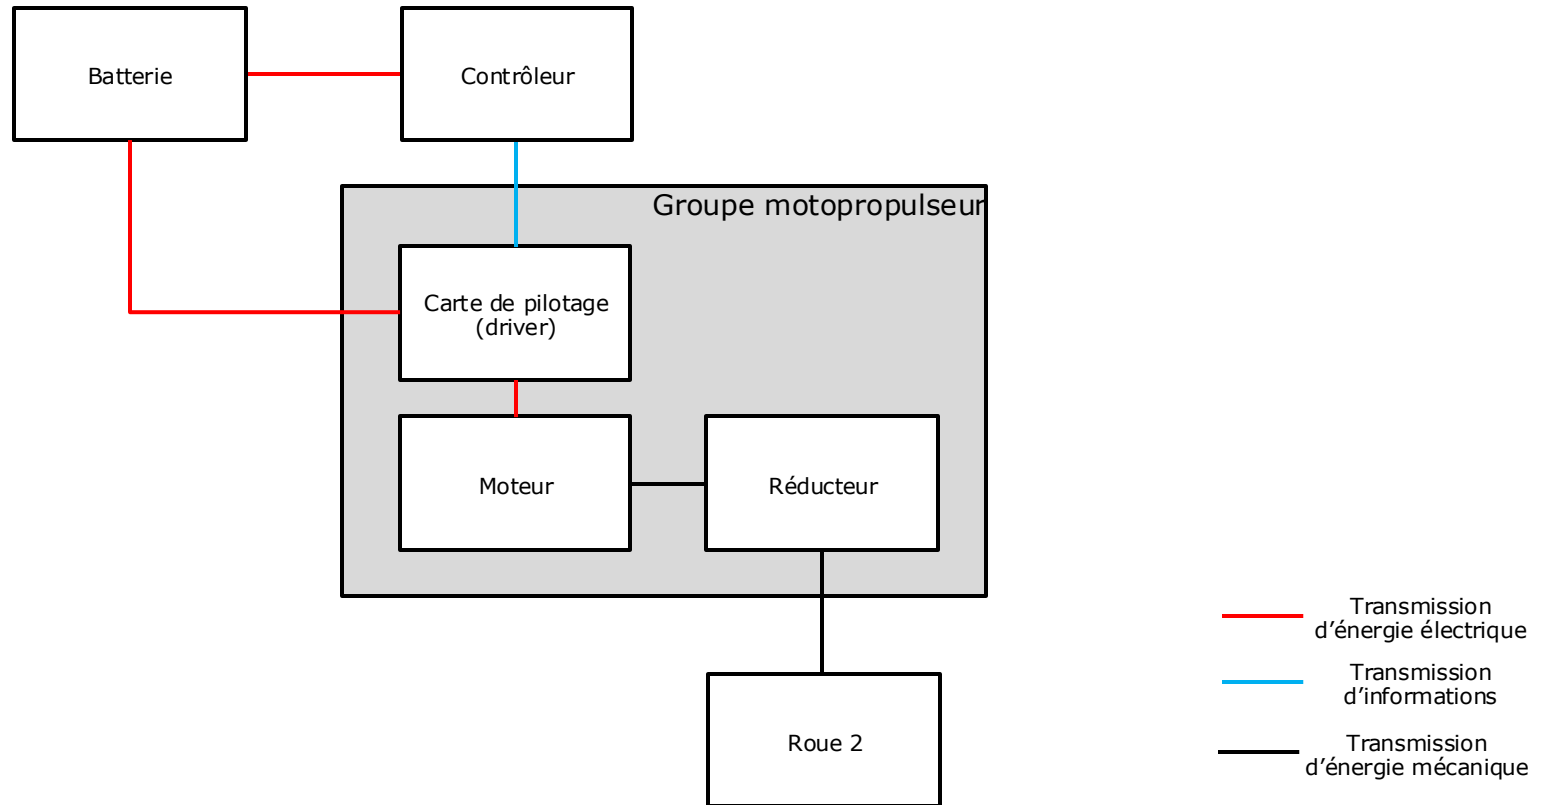 Batterie
Contrôleur
Groupe motopropulseur
Carte de pilotage
(driver)
Moteur
Réducteur
Roue 2
Transmission
d’énergie électrique
Transmission
d’informations
Transmission
d’énergie mécanique